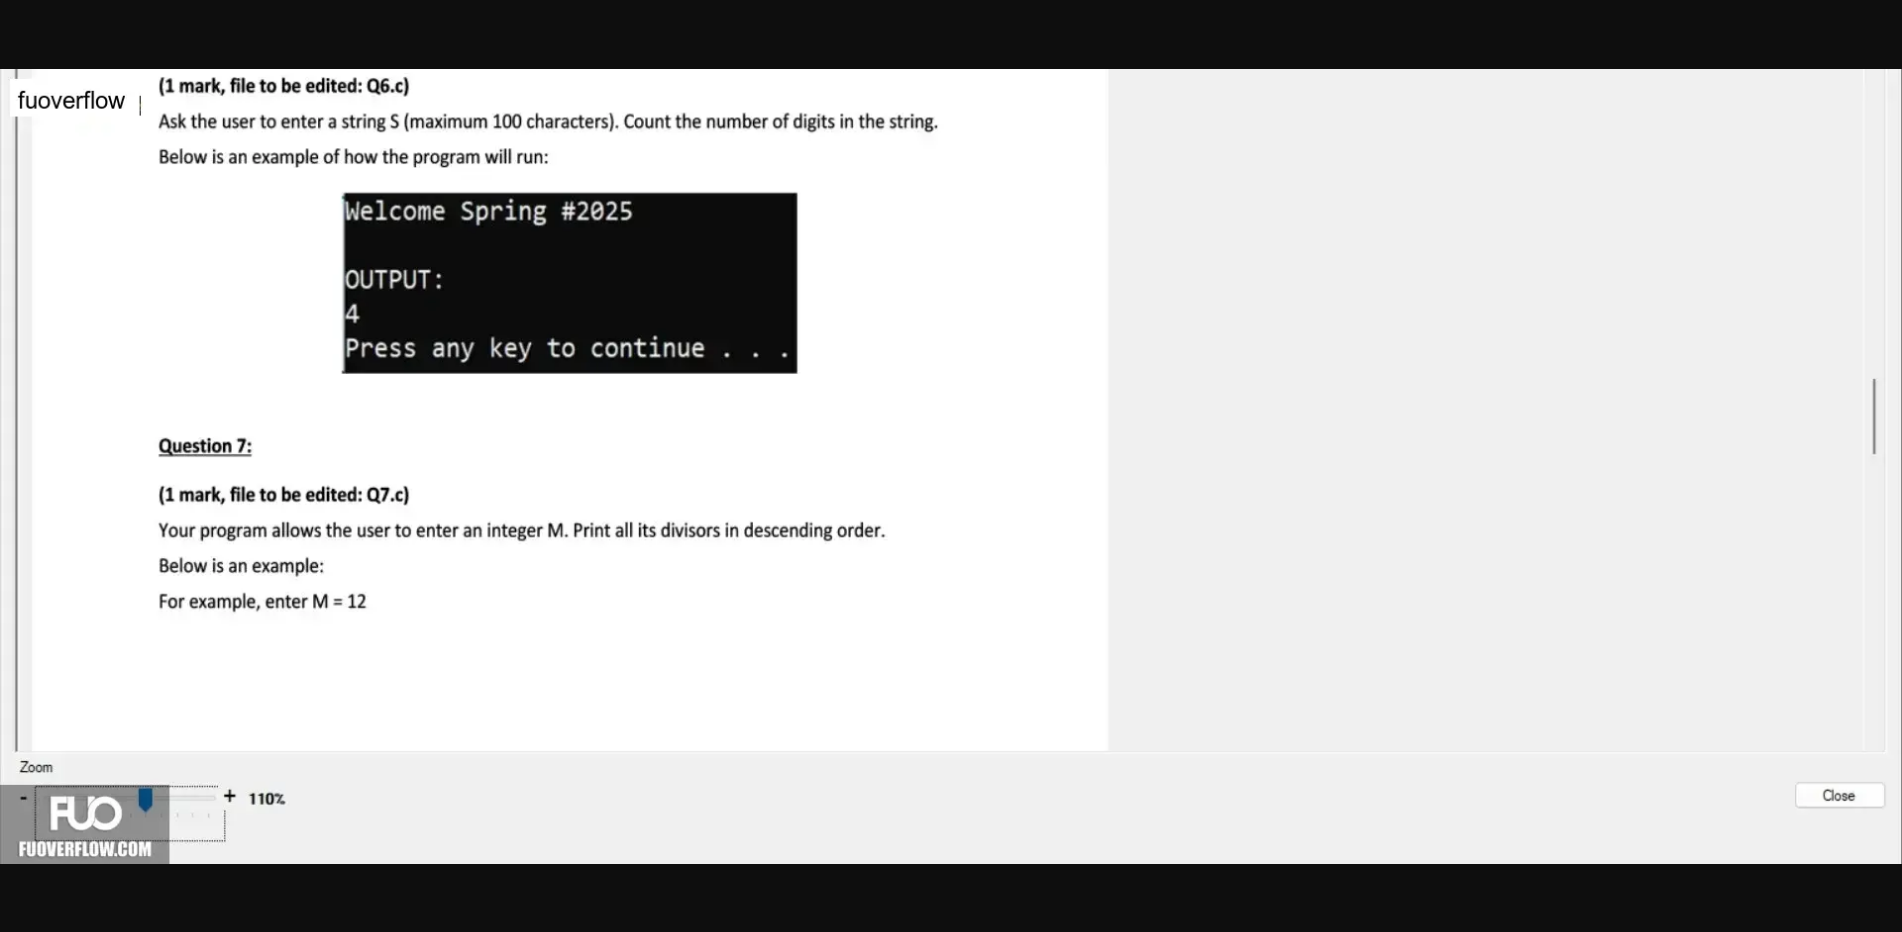 (1 mark, file to be edited: Q6.c)
fuoverflow
Ask the user to enter a string S (maximum 100 characters). Count the number of digits in the string.
Below is an example of how the program will run:
Welcome Spring #2025
OUTPUT:
4
Press any key to continue . . .
Question 7:
(1 mark, file to be edited: Q7.c)
Your program allows the user to enter an integer M. Print all its divisors in descending order.
Below is an example:
For example, enter M = 12
Zoom
- + 110%
Close
FUO
FUOVERFLOW.COM